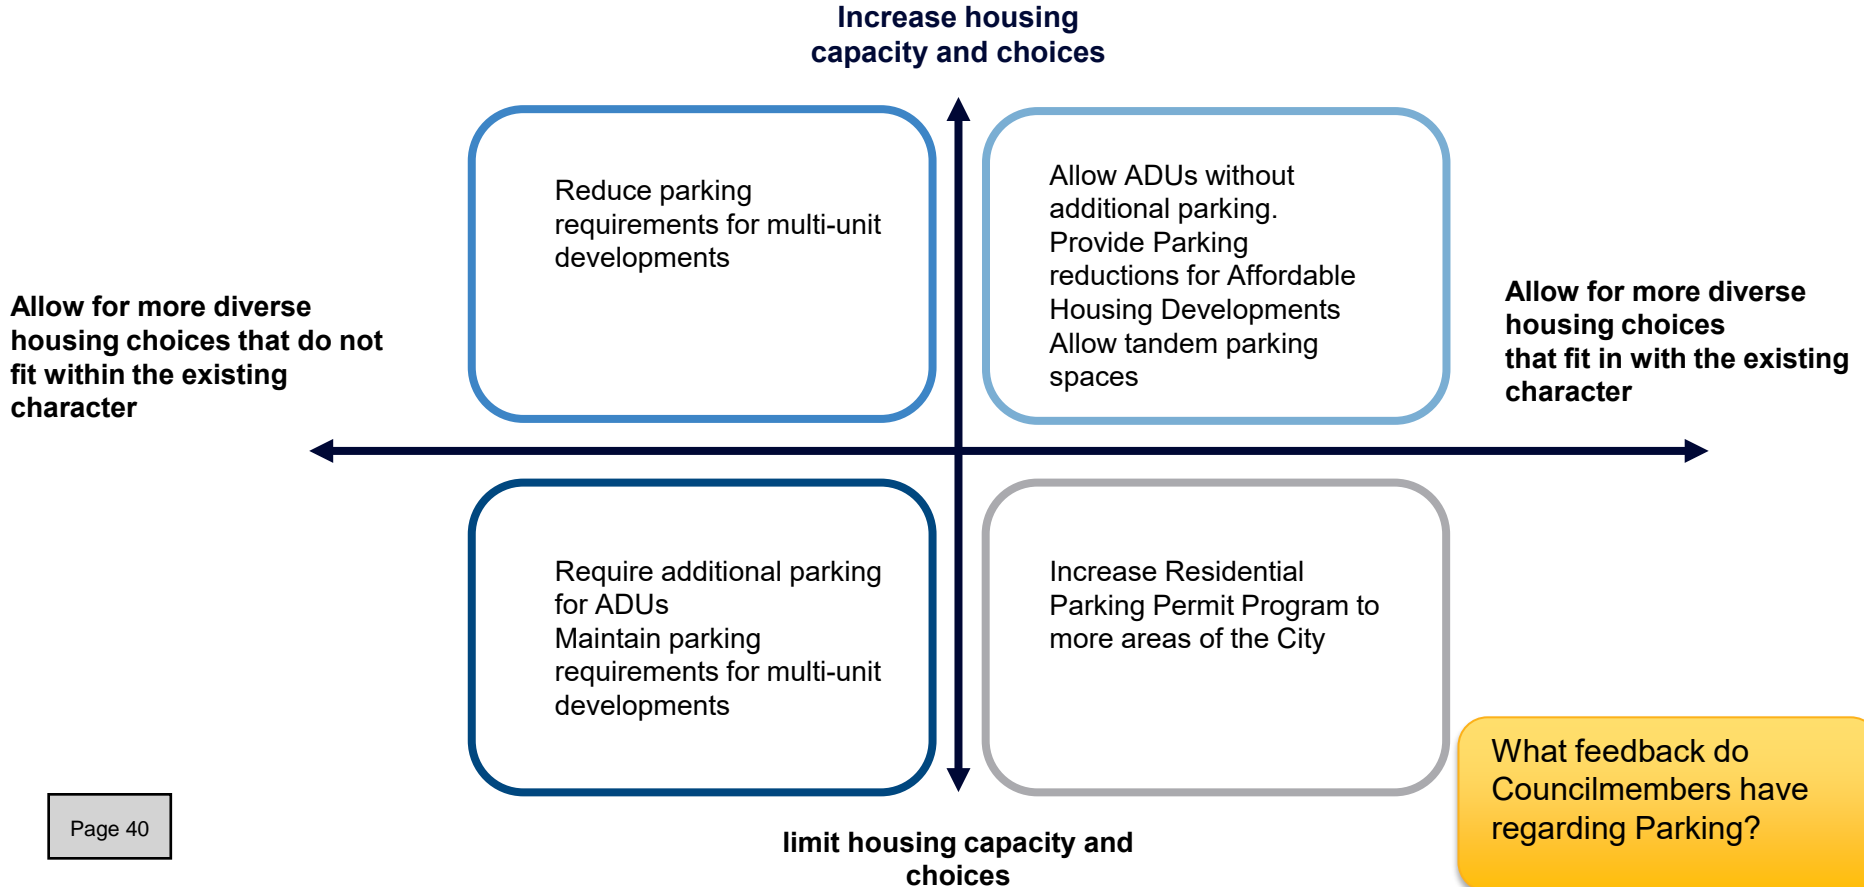 Increase housing
capacity and choices
Reduce parking
requirements for multi-unit
developments
Allow ADUs without
additional parking.
Provide Parking
reductions for Affordable
Housing Developments
Allow tandem parking
spaces
Allow for more diverse
housing choices that do not
fit within the existing
character
Allow for more diverse
housing choices
that fit in with the existing
character
Require additional parking
for ADUs
Maintain parking
requirements for multi-unit
developments
Increase Residential
Parking Permit Program to
more areas of the City
What feedback do
Councilmembers have
regarding Parking?
Page 40
limit housing capacity and
choices